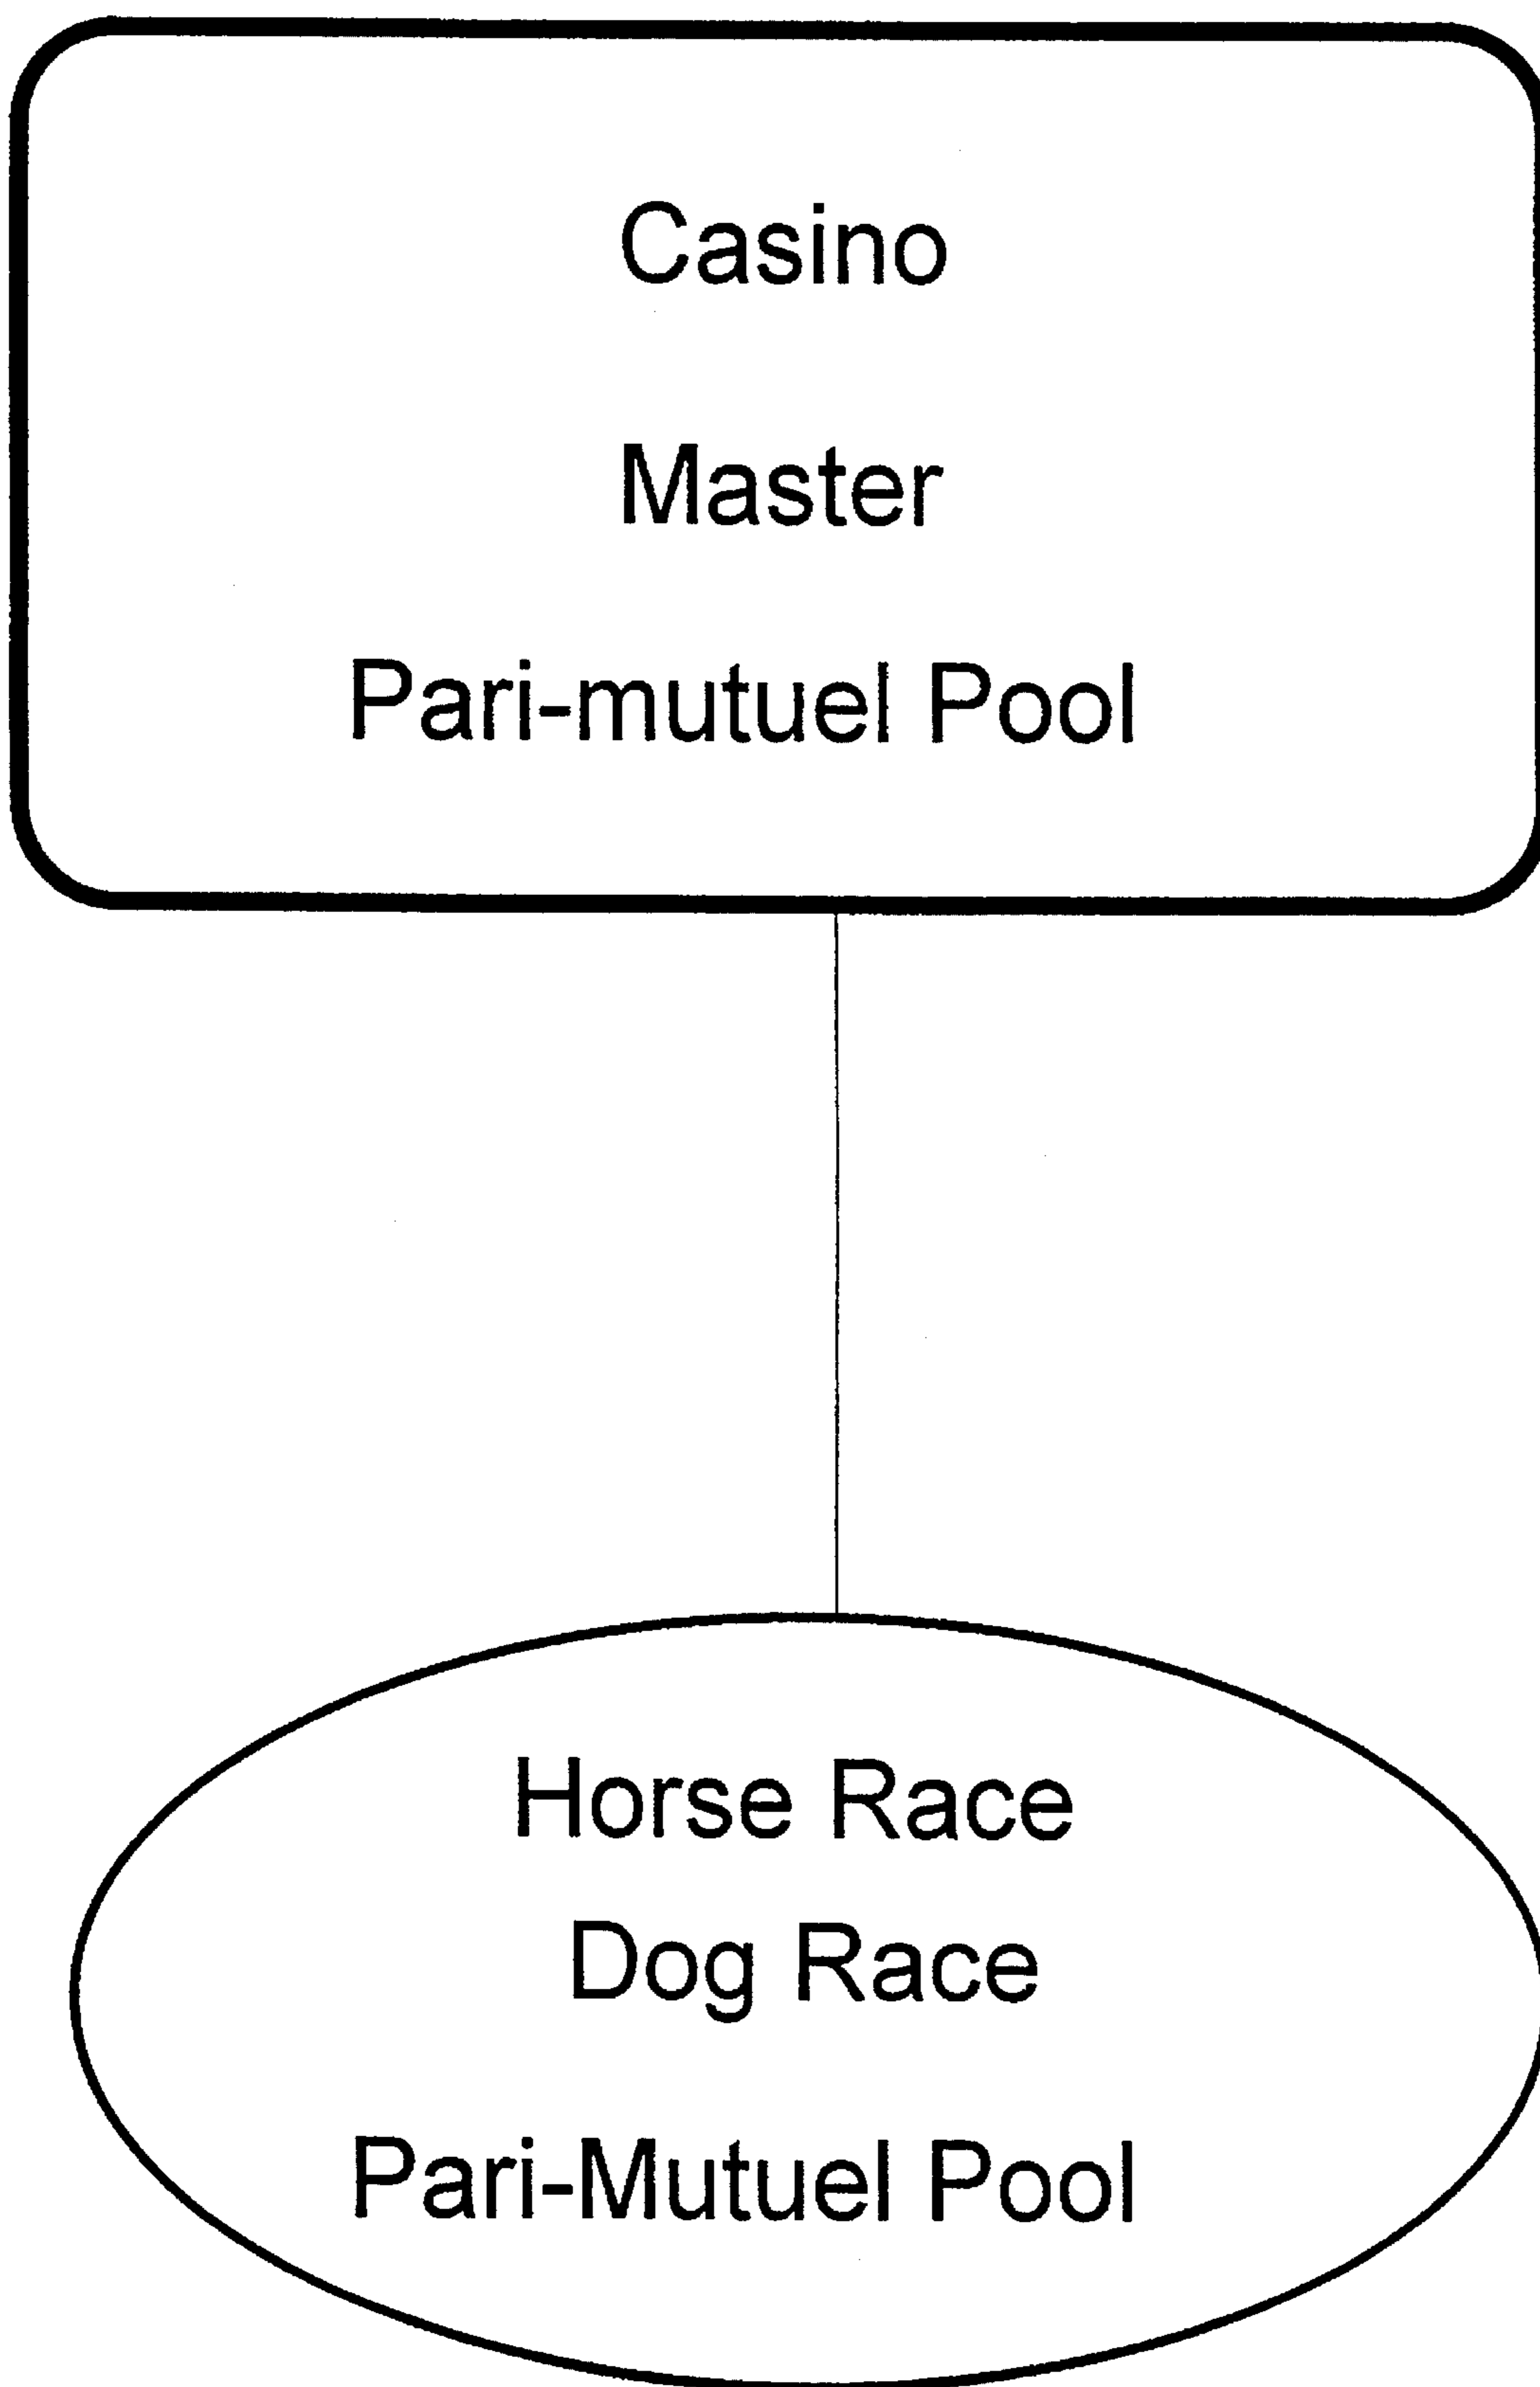 Casino
Master
Pari-mutuel Pool
Horse Race
Dog Race
Pari-Mutuel Pool